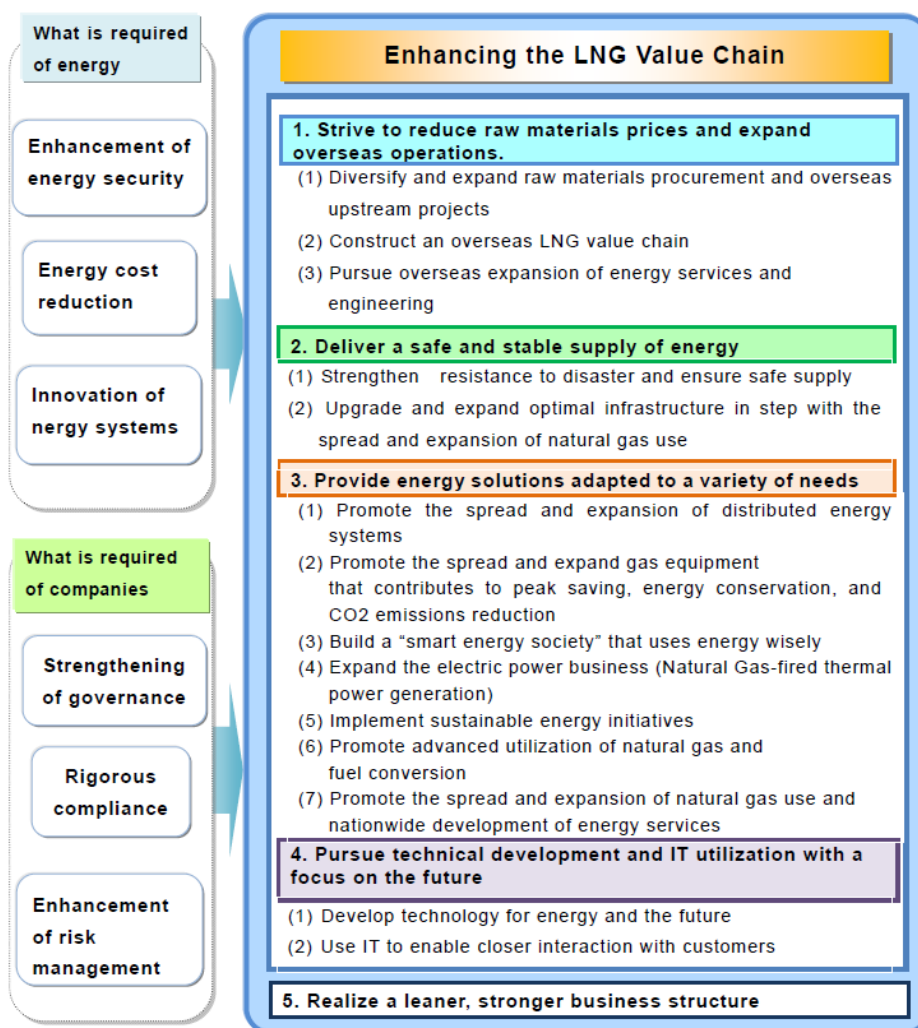 What is required
of energy
Enhancement of
energy security
Energy cost
reduction
Innovation of
nergy systems
What is required
of companies
Strengthening
of governance
Rigorous
compliance
Enhancement
of risk
management
Enhancing the LNG Value Chain
1. Strive to reduce raw materials prices and expand
overseas operations.
(1) Diversify and expand raw materials procurement and overseas
upstream projects
(2) Construct an overseas LNG value chain
(3) Pursue overseas expansion of energy services and
engineering
2. Deliver a safe and stable supply of energy
(1) Strengthen resistance to disaster and ensure safe supply
(2) Upgrade and expand optimal infrastructure in step with the
spread and expansion of natural gas use
3. Provide energy solutions adapted to a variety of needs
(1) Promote the spread and expansion of distributed energy
systems
(2) Promote the spread and expand gas equipment
that contributes to peak saving, energy conservation, and
CO2 emissions reduction
(3) Build a “smart energy society” that uses energy wisely
(4) Expand the electric power business (Natural Gas-fired thermal
power generation)
(5) Implement sustainable energy initiatives
(6) Promote advanced utilization of natural gas and
fuel conversion
(7) Promote the spread and expansion of natural gas use and
nationwide development of energy services
4. Pursue technical development and IT utilization with a
focus on the future
(1) Develop technology for energy and the future
(2) Use IT to enable closer interaction with customers
5. Realize a leaner, stronger business structure